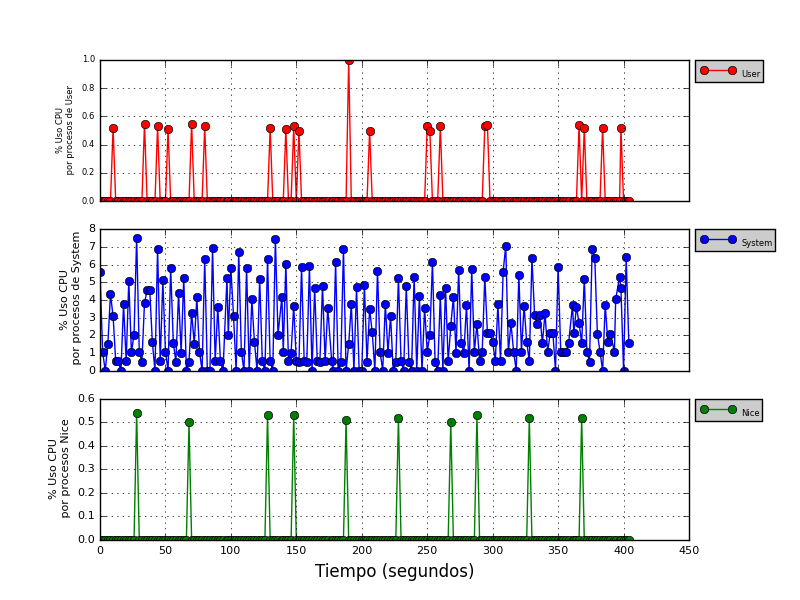 1.0
0.8
0.6
0.4
0.2
0.0
% Uso CPU
por procesos de User
User
8
7
6
5
4
3
2
1
0
% Uso CPU
por procesos de System
System
0.6
0.5
0.4
0.3
0.2
0.1
0.0
% Uso CPU
por procesos Nice
Nice
0 50 100 150 200 250 300 350 400 450
Tiempo (segundos)